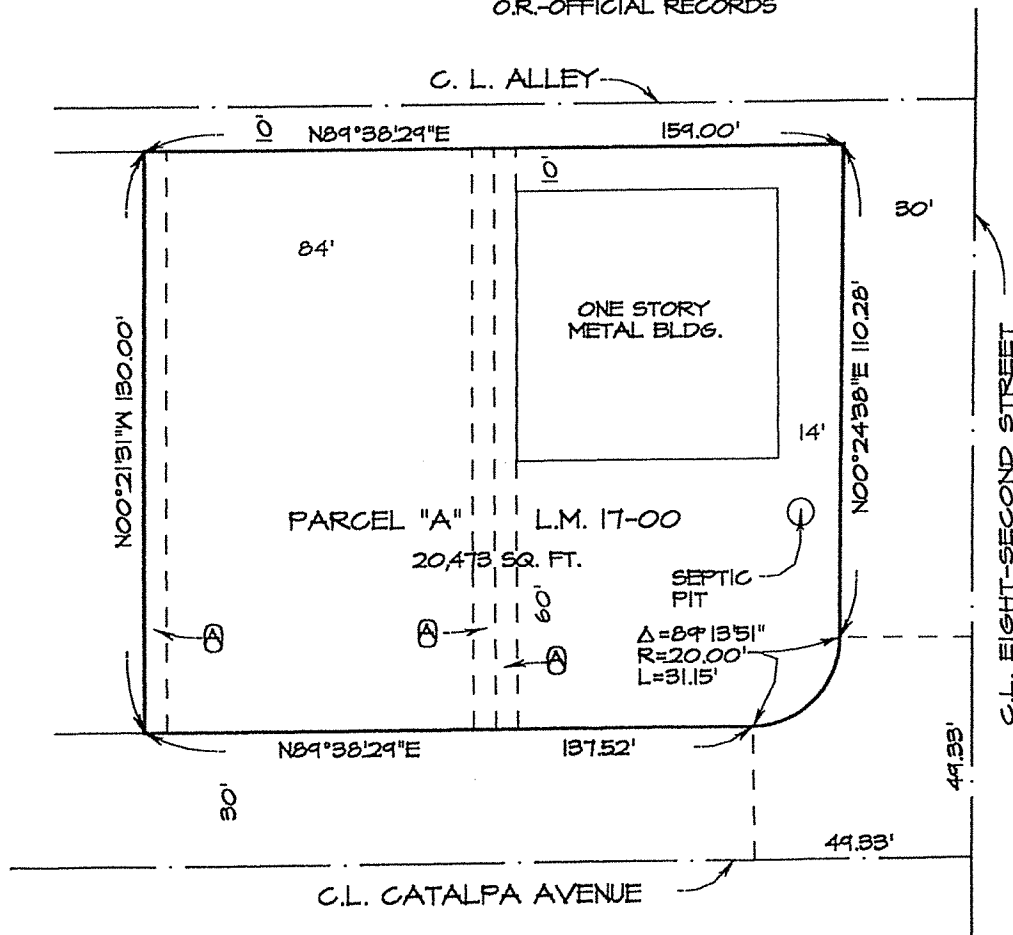 O.R.-OFFICIAL RECORDS
C. L. ALLEY
O
N89°38'29"E
159.00'
O
30'
84'
ONE STORY
METAL BLDG.
N00°21'31"W 130.00'
N00°24'38"E 110.28'
14'
C.L. EIGHT-SECOND STREET
PARCEL "A"
L.M. 17-00
20,473 SQ. FT.
SEPTIC
PIT
60'
A
A
A
Δ=89°13'51"
R=20.00'
L=31.15'
N89°38'29"E
137.52'
30'
49.33'
49.33'
C.L. CATALPA AVENUE